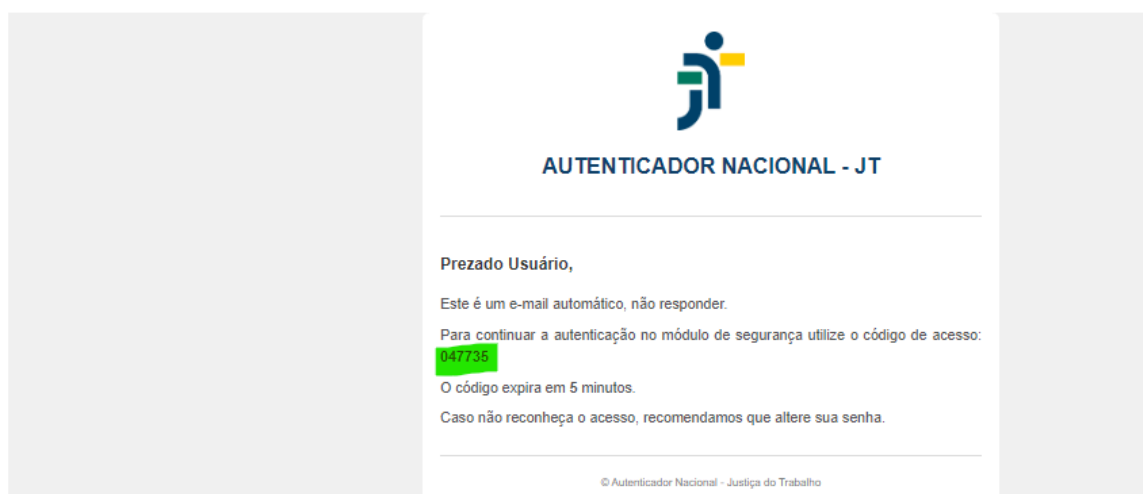 AUTENTICADOR NACIONAL - JT
Prezado Usuário,
Este é um e-mail automático, não responder.
Para continuar a autenticação no módulo de segurança utilize o código de acesso:
047735
O código expira em 5 minutos.
Caso não reconheça o acesso, recomendamos que altere sua senha.
© Autenticador Nacional - Justiça do Trabalho